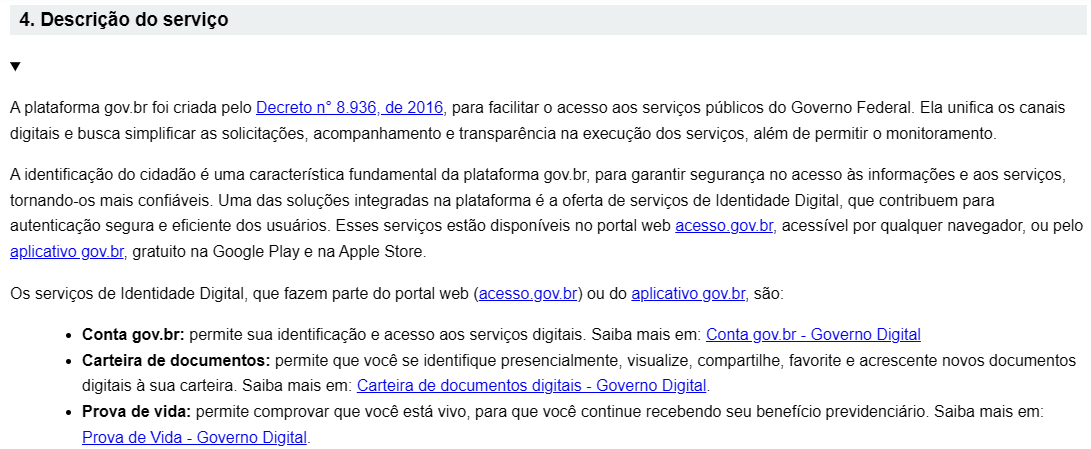 4. Descrição do serviço
A plataforma gov.br foi criada pelo Decreto n° 8.936, de 2016, para facilitar o acesso aos serviços públicos do Governo Federal. Ela unifica os canais
digitais e busca simplificar as solicitações, acompanhamento e transparência na execução dos serviços, além de permitir o monitoramento.
A identificação do cidadão é uma característica fundamental da plataforma gov.br, para garantir segurança no acesso às informações e aos serviços,
tornando-os mais confiáveis. Uma das soluções integradas na plataforma é a oferta de serviços de Identidade Digital, que contribuem para
autenticação segura e eficiente dos usuários. Esses serviços estão disponíveis no portal web acesso.gov.br, acessível por qualquer navegador, ou pelo
aplicativo gov.br, gratuito na Google Play e na Apple Store.
Os serviços de Identidade Digital, que fazem parte do portal web (acesso.gov.br) ou do aplicativo gov.br, são:
• Conta gov.br: permite sua identificação e acesso aos serviços digitais. Saiba mais em: Conta gov.br - Governo Digital
• Carteira de documentos: permite que você se identifique presencialmente, visualize, compartilhe, favorite e acrescente novos documentos
digitais à sua carteira. Saiba mais em: Carteira de documentos digitais - Governo Digital.
• Prova de vida: permite comprovar que você está vivo, para que você continue recebendo seu benefício previdenciário. Saiba mais em:
Prova de Vida - Governo Digital.